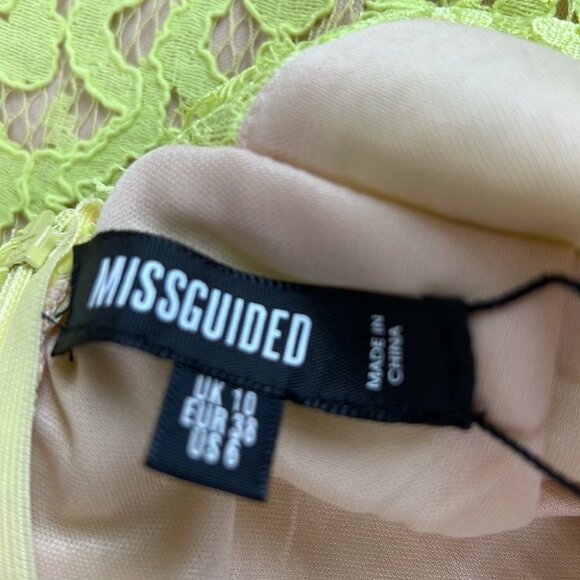 MISSGUIDED
MADE IN
CHINA
UK 10
EUR 38
US 6